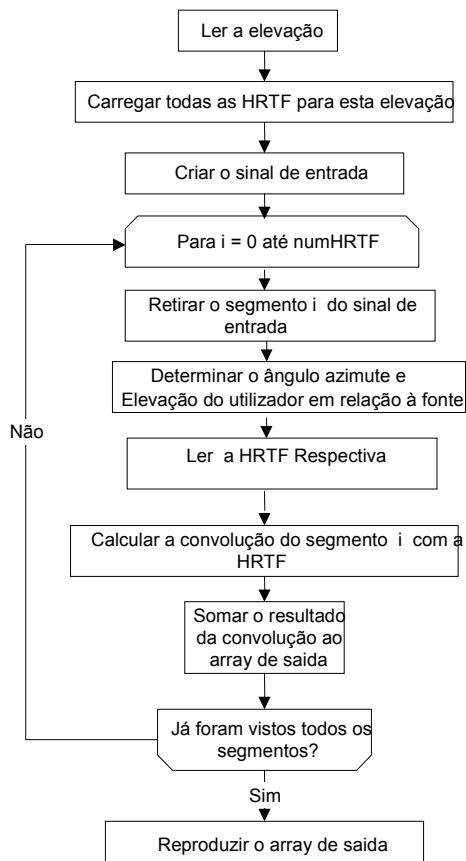 Ler a elevação
Carregar todas as HRTF para esta elevação
Criar o sinal de entrada
Para i = 0 até numHRTF
Retirar o segmento i do sinal de
entrada
Determinar o ângulo azimute e
Elevação do utilizador em relação à fonte
Não
Ler a HRTF Respectiva
Calcular a convolução do segmento i com a
HRTF
Somar o resultado
da convolução ao
array de saida
Já foram vistos todos os
segmentos?
Sim
Reproduzir o array de saida